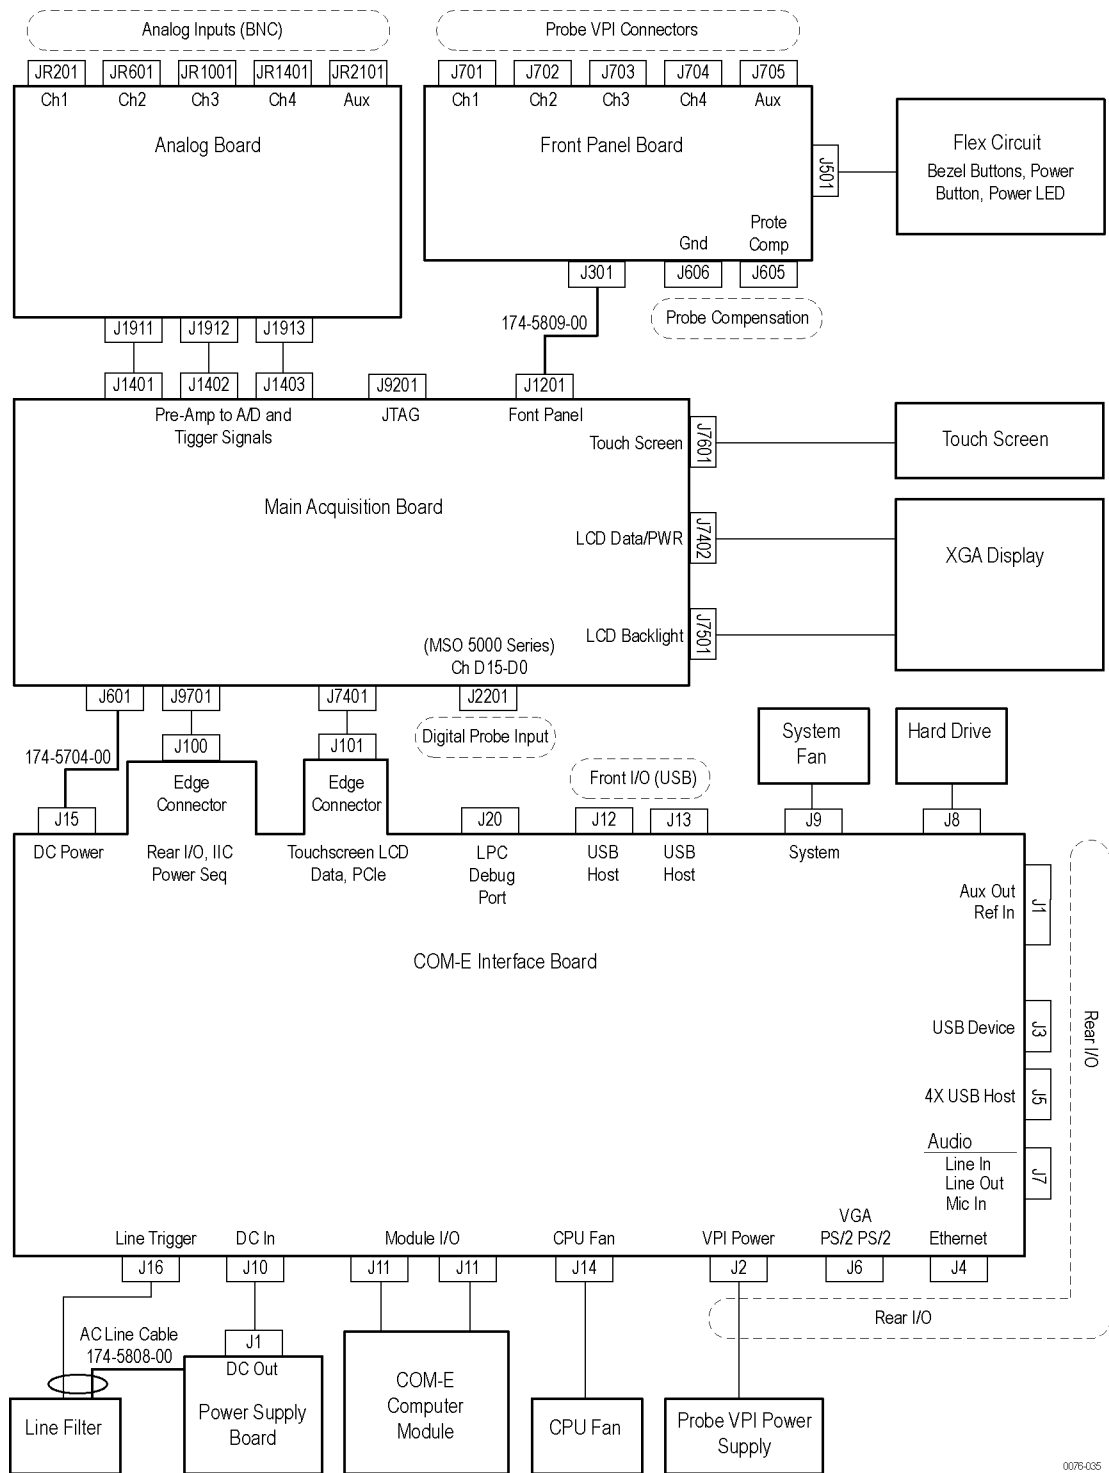 Analog Inputs (BNC)
Probe VPI Connectors
JR201
JR601
JR1001
JR1401
JR2101
J701
J702
J703
J704
J705
Ch1
Ch2
Ch3
Ch4
Aux
Ch1
Ch2
Ch3
Ch4
Aux
Analog Board
Front Panel Board
J501
Flex Circuit
Bezel Buttons, Power
Button, Power LED
Gnd
Prote
Comp
J301
J606
J605
Probe Compensation
174-5809-00
J1911
J1912
J1913
J1401
J1402
J1403
J9201
J1201
Pre-Amp to A/D and
Tigger Signals
JTAG
Font Panel
Touch Screen
J7601
Touch Screen
Main Acquisition Board
LCD Data/PWR
J7402
XGA Display
LCD Backlight
J7501
(MSO 5000 Series)
Ch D15-D0
J601
J9701
J7401
J2201
Digital Probe Input
174-5704-00
J100
J101
System
Fan
Hard Drive
Edge
Connector
Edge
Connector
Front I/O (USB)
J15
J20
J12
J13
J9
J8
DC Power
Rear I/O, IIC
Power Seq
Touchscreen LCD
Data, PCIe
LPC
Debug
Port
USB
Host
USB
Host
System
Aux Out
Ref In
J1
COM-E Interface Board
USB Device
J3
Rear I/O
4X USB Host
J5
Audio
Line In
Line Out
Mic In
J7
Line Trigger
DC In
Module I/O
CPU Fan
VPI Power
VGA
PS/2 PS/2
Ethernet
J16
J10
J11
J11
J14
J2
J6
J4
Rear I/O
AC Line Cable
174-5808-00
J1
DC Out
Line Filter
Power Supply
Board
COM-E
Computer
Module
CPU Fan
Probe VPI Power
Supply
0076-035